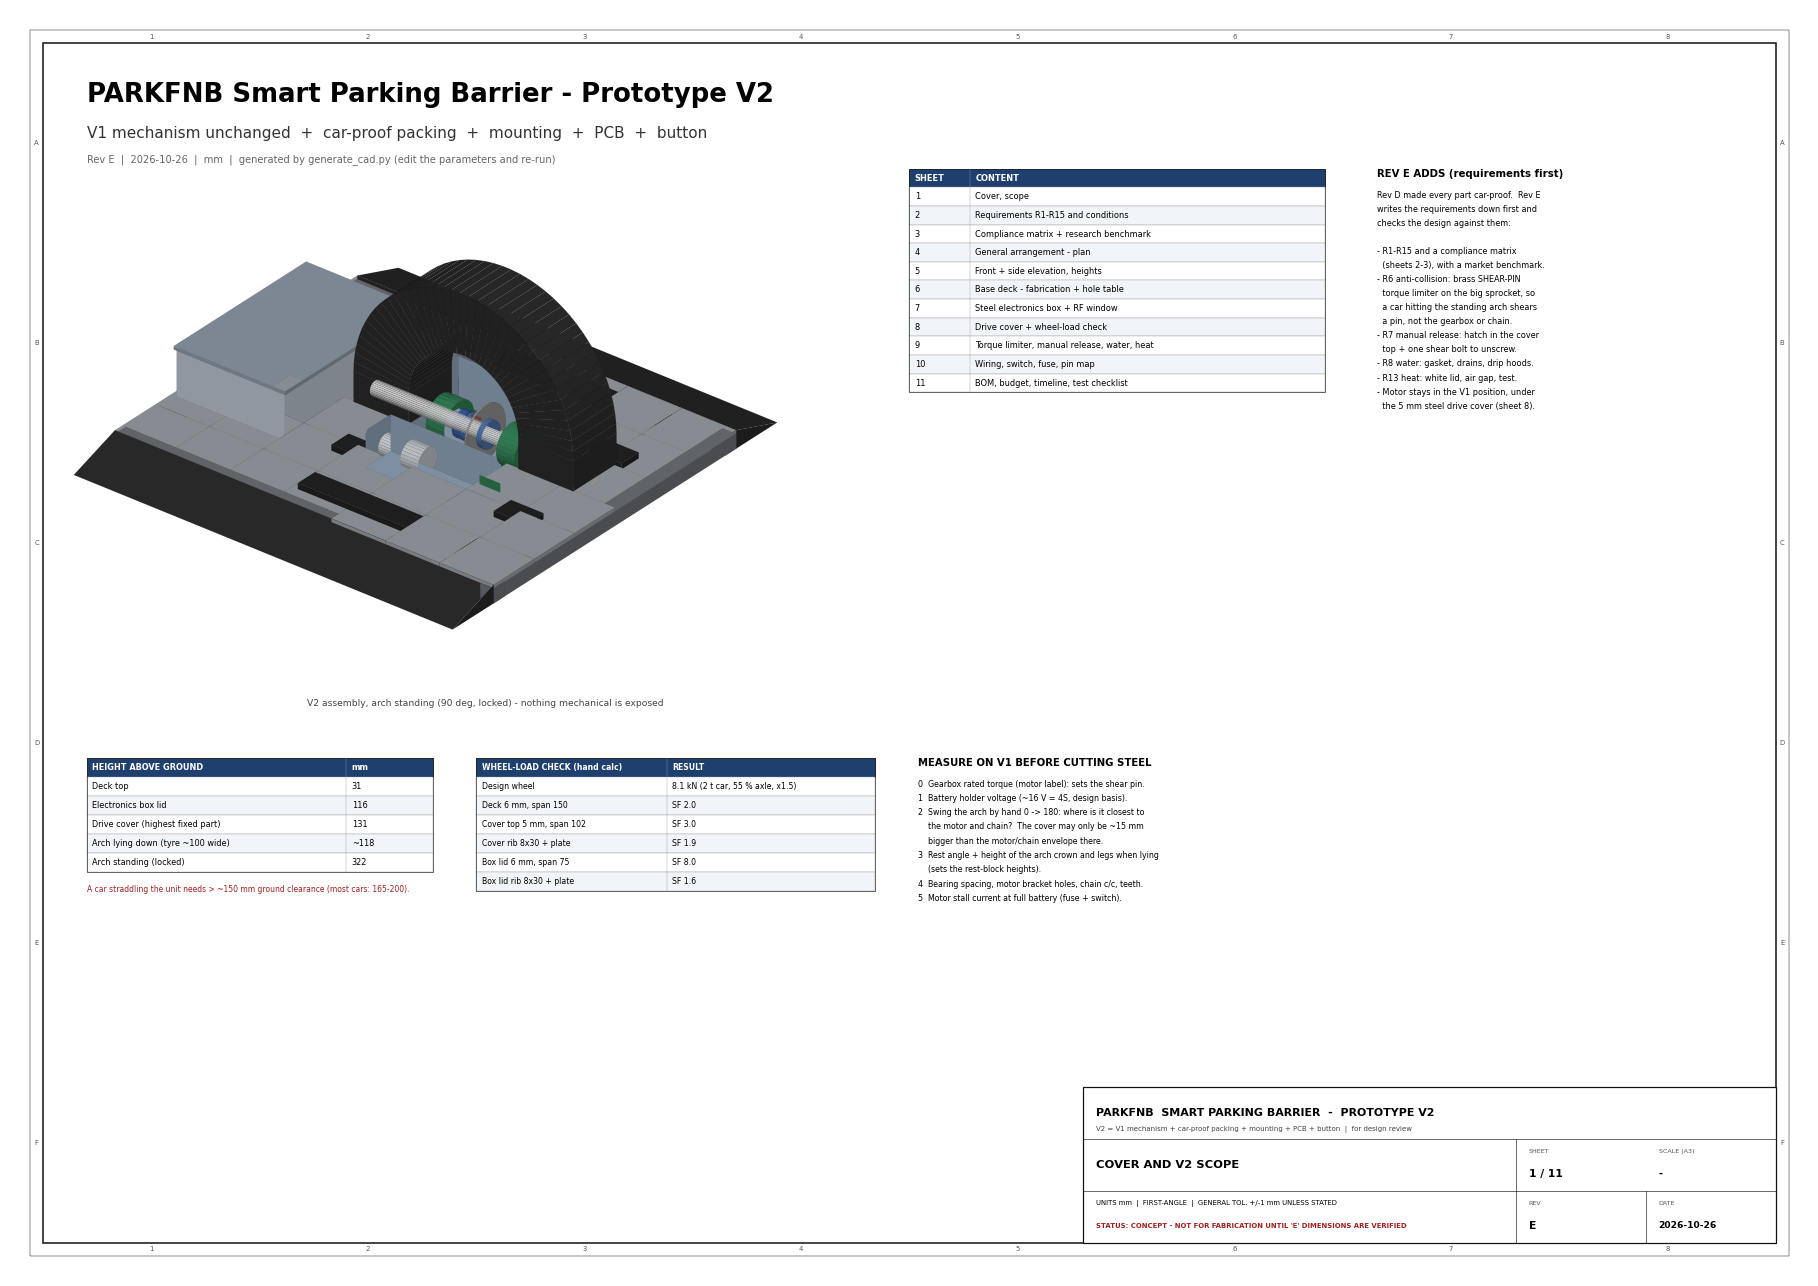 1 2 3 4 5 6 7 8
PARKFNB Smart Parking Barrier - Prototype V2
V1 mechanism unchanged + car-proof packing + mounting + PCB + button
Rev E | 2026-10-26 | mm | generated by generate_cad.py (edit the parameters and re-run)
SHEET CONTENT
1 Cover, scope
2 Requirements R1-R15 and conditions
3 Compliance matrix + research benchmark
4 General arrangement - plan
5 Front + side elevation, heights
6 Base deck - fabrication + hole table
7 Steel electronics box + RF window
8 Drive cover + wheel-load check
9 Torque limiter, manual release, water, heat
10 Wiring, switch, fuse, pin map
11 BOM, budget, timeline, test checklist
REV E ADDS (requirements first)
Rev D made every part car-proof. Rev E
writes the requirements down first and
checks the design against them:
- R1-R15 and a compliance matrix
(sheets 2-3), with a market benchmark.
- R6 anti-collision: brass SHEAR-PIN
torque limiter on the big sprocket, so
a car hitting the standing arch shears
a pin, not the gearbox or chain.
- R7 manual release: hatch in the cover
top + one shear bolt to unscrew.
- R8 water: gasket, drains, drip hoods.
- R13 heat: white lid, air gap, test.
- Motor stays in the V1 position, under
the 5 mm steel drive cover (sheet 8).
V2 assembly, arch standing (90 deg, locked) - nothing mechanical is exposed
HEIGHT ABOVE GROUND mm
Deck top 31
Electronics box lid 116
Drive cover (highest fixed part) 131
Arch lying down (tyre ~100 wide) ~118
Arch standing (locked) 322
A car straddling the unit needs > ~150 mm ground clearance (most cars: 165-200).
WHEEL-LOAD CHECK (hand calc) RESULT
Design wheel 8.1 kN (2 t car, 55 % axle, x1.5)
Deck 6 mm, span 150 SF 2.0
Cover top 5 mm, span 102 SF 3.0
Cover rib 8x30 + plate SF 1.9
Box lid 6 mm, span 75 SF 8.0
Box lid rib 8x30 + plate SF 1.6
MEASURE ON V1 BEFORE CUTTING STEEL
0 Gearbox rated torque (motor label): sets the shear pin.
1 Battery holder voltage (~16 V = 4S, design basis).
2 Swing the arch by hand 0 -> 180: where is it closest to
the motor and chain? The cover may only be ~15 mm
bigger than the motor/chain envelope there.
3 Rest angle + height of the arch crown and legs when lying
(sets the rest-block heights).
4 Bearing spacing, motor bracket holes, chain c/c, teeth.
5 Motor stall current at full battery (fuse + switch).
A A
B B
C C
D D
E E
F F
PARKFNB SMART PARKING BARRIER - PROTOTYPE V2
V2 = V1 mechanism + car-proof packing + mounting + PCB + button | for design review
COVER AND V2 SCOPE
SHEET
1 / 11
SCALE (A3)
-
UNITS mm | FIRST-ANGLE | GENERAL TOL. +/-1 mm UNLESS STATED
STATUS: CONCEPT - NOT FOR FABRICATION UNTIL 'E' DIMENSIONS ARE VERIFIED
REV
E
DATE
2026-10-26
1 2 3 4 5 6 7 8